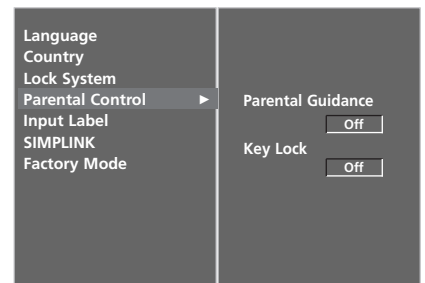 Language
Country
Lock System
Parental Control ►
Input Label
SIMPLINK
Factory Mode
Parental Guidance
Off
Key Lock
Off